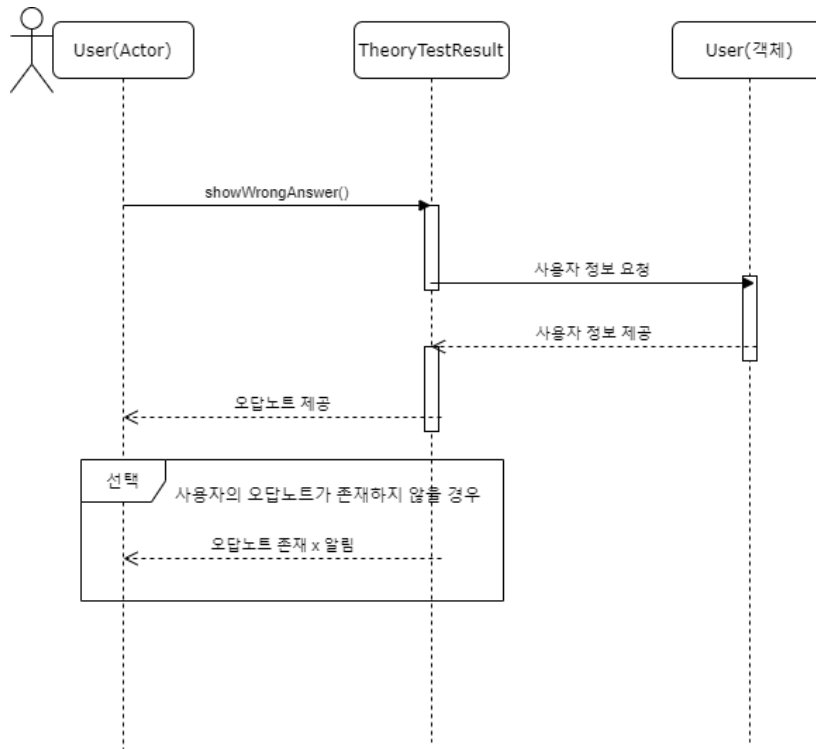 User(Actor)
TheoryTestResult
User(객체)
showWrongAnswer()
사용자 정보 요청
사용자 정보 제공
오답노트 제공
선택
사용자의 오답노트가 존재하지 않을 경우
오답노트 존재 x 알림